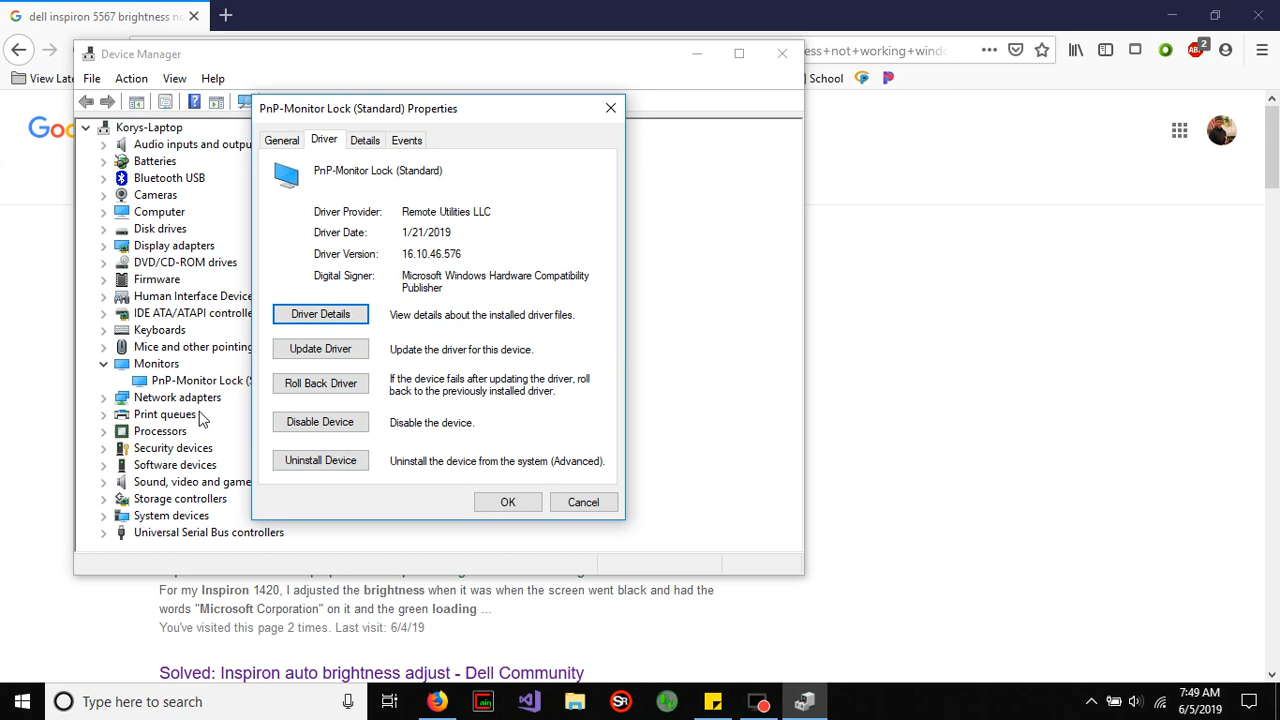 dell inspiron 5567 brightness n
Device Manager
ess+not+working+wind
2
File Action View Help
View Late
School
PnP-Monitor Lock (Standard) Properties
General Driver Details Events
Goo
Korys-Laptop
Audio inputs and outpu
Batteries
Bluetooth USB
Cameras
Computer
Disk drives
Display adapters
DVD/CD-ROM drives
Firmware
Human Interface Device
IDE ATA/ATAPI controlle
Keyboards
Mice and other pointing
Monitors
PnP-Monitor Lock (S
Network adapters
Print queues
Processors
Security devices
Software devices
Sound, video and game
Storage controllers
System devices
Universal Serial Bus controllers
PnP-Monitor Lock (Standard)
Driver Provider: Remote Utilities LLC
Driver Date: 1/21/2019
Driver Version: 16.10.46.576
Digital Signer: Microsoft Windows Hardware Compatibility
Publisher
Driver Details View details about the installed driver files.
Update Driver Update the driver for this device.
Roll Back Driver If the device fails after updating the driver, roll
back to the previously installed driver.
Disable Device Disable the device.
Uninstall Device Uninstall the device from the system (Advanced).
OK Cancel
For my Inspiron 1420, I adjusted the brightness when it was when the screen went black and had the
words "Microsoft Corporation" on it and the green loading ...
You've visited this page 2 times. Last visit: 6/4/19
Solved: Inspiron auto brightness adjust - Dell Community
Type here to search
7:49 AM
6/5/2019